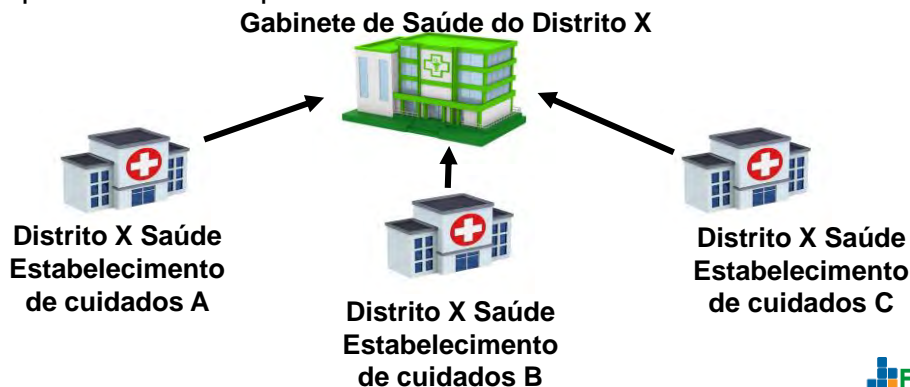 Gabinete de Saúde do Distrito X
Distrito X Saúde
Estabelecimento
de cuidados A
Distrito X Saúde
Estabelecimento
de cuidados B
Distrito X Saúde
Estabelecimento
de cuidados C